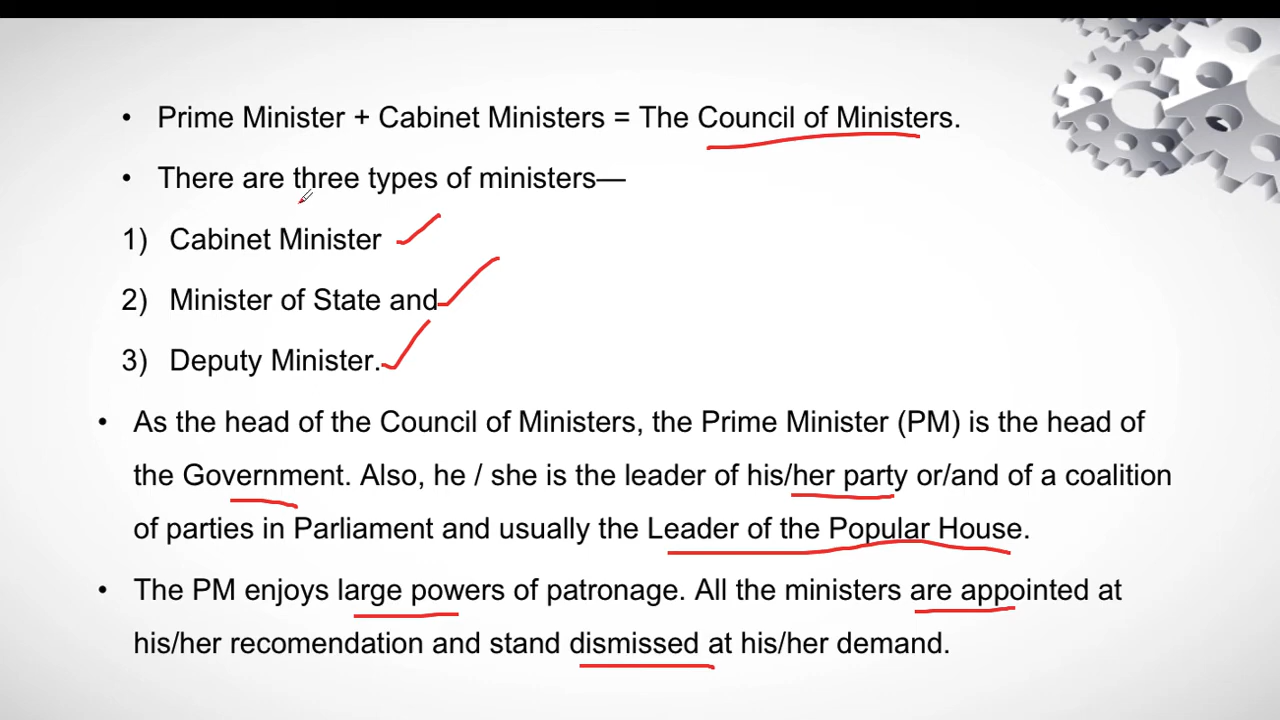 • Prime Minister + Cabinet Ministers = The Council of Ministers.
• There are three types of ministers—
1) Cabinet Minister
2) Minister of State and
3) Deputy Minister.
• As the head of the Council of Ministers, the Prime Minister (PM) is the head of
the Government. Also, he / she is the leader of his/her party or/and of a coalition
of parties in Parliament and usually the Leader of the Popular House.
• The PM enjoys large powers of patronage. All the ministers are appointed at
his/her recomendation and stand dismissed at his/her demand.